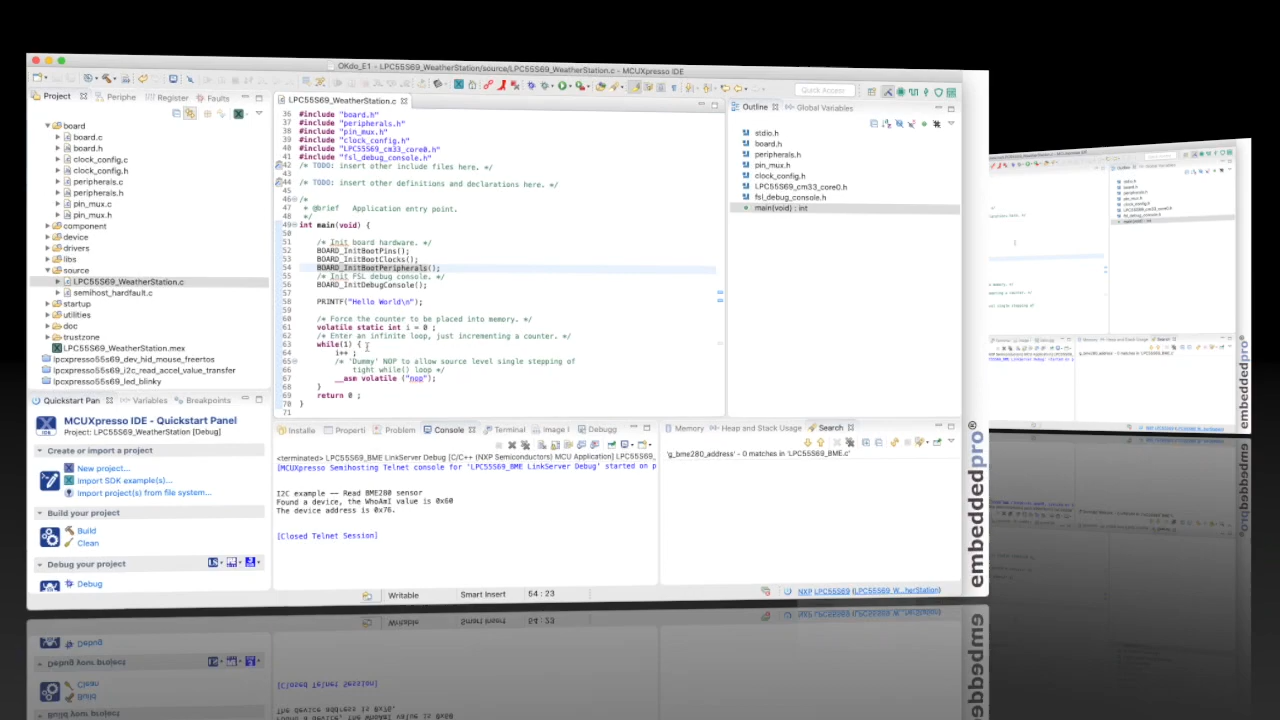 OKdo_E1 - LPC55S69_WeatherStation/source/LPC55S69_WeatherStation.c - MCUXpresso IDE
Quick Access
Project
Periphe
Register
Faults
board
board.c
board.h
clock_config.c
clock_config.h
peripherals.c
peripherals.h
pin_mux.c
pin_mux.h
component
device
drivers
libs
source
LPC55S69_WeatherStation.c
semihost_hardfault.c
startup
utilities
doc
trustzone
LPC55S69_WeatherStation.mex
lpcxpresso55s69_dev_hid_mouse_freertos
lpcxpresso55s69_i2c_read_accel_value_transfer
lpcxpresso55s69_led_blinky
LPC55S69_WeatherStation.c
36 #include "board.h"
37 #include "peripherals.h"
38 #include "pin_mux.h"
39 #include "clock_config.h"
40 #include "LPC55S69_cm33_core0.h"
41 #include "fsl_debug_console.h"
42 /* TODO: insert other include files here. */
43
44 /* TODO: insert other definitions and declarations here. */
45
46 /*
47 * @brief Application entry point.
48 */
49 int main(void) {
50
51 /* Init board hardware. */
52 BOARD_InitBootPins();
53 BOARD_InitBootClocks();
54 BOARD_InitBootPeripherals();
55 /* Init FSL debug console. */
56 BOARD_InitDebugConsole();
57
58 PRINTF("Hello World\n");
59
60 /* Force the counter to be placed into memory. */
61 volatile static int i = 0 ;
62 /* Enter an infinite loop, just incrementing a counter. */
63 while(1) {
64 i++ ;
65 /* 'Dummy' NOP to allow source level single stepping of
66 tight while() loop */
67 __asm volatile ("nop");
68 }
69 return 0 ;
70 }
71
Outline
Global Variables
stdio.h
board.h
peripherals.h
pin_mux.h
clock_config.h
LPC55S69_cm33_core0.h
fsl_debug_console.h
main(void) : int
Quickstart Pan
Variables
Breakpoints
MCUXpresso IDE - Quickstart Panel
Project: LPC55S69_WeatherStation [Debug]
Create or import a project
New project...
Import SDK example(s)...
Import project(s) from file system...
Build your project
Build
Clean
Debug your project
Debug
Installe
Properti
Problem
Console
Terminal
Image I
Debugg
<terminated> LPC55S69_BME LinkServer Debug [C/C++ (NXP Semiconductors) MCU Application] LPC55S69_
[MCUXpresso Semihosting Telnet console for 'LPC55S69_BME LinkServer Debug' started on p
I2C example -- Read BME280 sensor
Found a device, the WhoAmI value is 0x60
The device address is 0x76.
[Closed Telnet Session]
Memory
Heap and Stack Usage
Search
'g_bme280_address' - 0 matches in 'LPC55S69_BME.c'
Writable
Smart Insert
54 : 23
NXP LPC55S69 (LPC55S69_W...herStation)
embeddedpro®
embeddedpro®